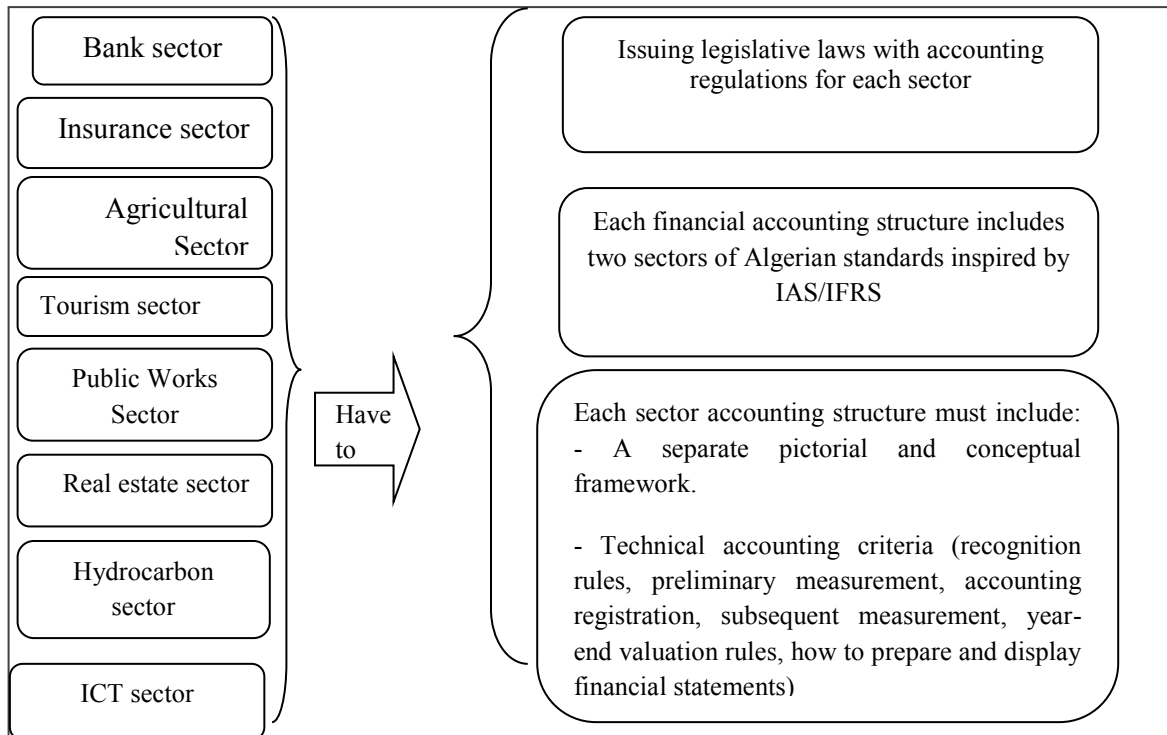 Bank sector
Insurance sector
Agricultural
Sector
Tourism sector
Public Works
Sector
Real estate sector
Hydrocarbon
sector
ICT sector
Have
to
Issuing legislative laws with accounting
regulations for each sector
Each financial accounting structure includes
two sectors of Algerian standards inspired by
IAS/IFRS
Each sector accounting structure must include:
- A separate pictorial and conceptual
framework.
- Technical accounting criteria (recognition
rules, preliminary measurement, accounting
registration, subsequent measurement, year-
end valuation rules, how to prepare and display
financial statements)